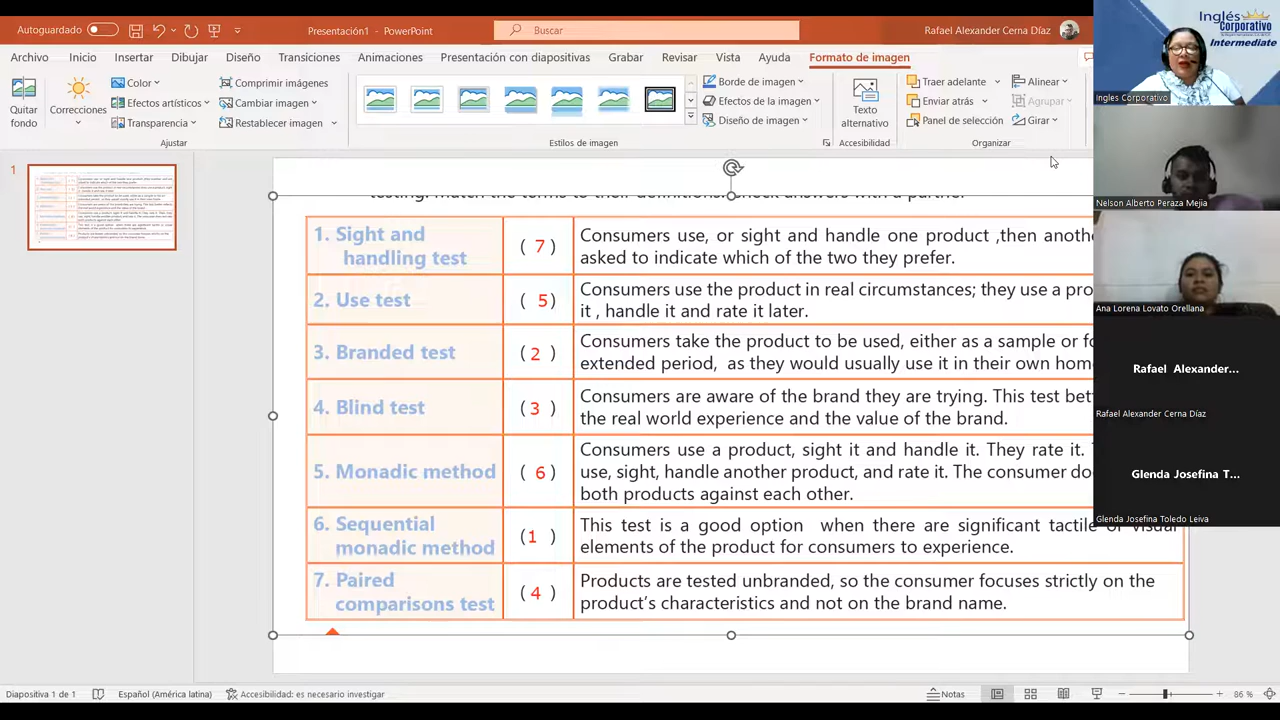 Autoguardado
Presentación1 - PowerPoint
Buscar
Rafael Alexander Cerna Díaz
Archivo Inicio Insertar Dibujar Diseño Transiciones Animaciones Presentación con diapositivas Grabar Revisar Vista Ayuda Formato de imagen
Quitar fondo
Correcciones
Color
Efectos artísticos
Transparencia
Comprimir imágenes
Cambiar imagen
Restablecer imagen
Ajustar
Estilos de imagen
Borde de imagen
Efectos de la imagen
Diseño de imagen
Texto alternativo
Accesibilidad
Traer adelante
Enviar atrás
Panel de selección
Alinear
Agrupar
Girar
Organizar
1
1. Sight and
handling test
( 7 )
Consumers use, or sight and handle one product ,then
asked to indicate which of the two they prefer.
2. Use test
( 5)
Consumers use the product in real circumstances; they use a
it , handle it and rate it later.
3. Branded test
( 2 )
Consumers take the product to be used, either as a sample or
extended period, as they would usually use it in their own
4. Blind test
( 3 )
Consumers are aware of the brand they are trying. This test
the real world experience and the value of the brand.
5. Monadic method
( 6 )
Consumers use a product, sight it and handle it. They rate it.
use, sight, handle another product, and rate it. The consumer
both products against each other.
6. Sequential
monadic method
( 1 )
This test is a good option when there are significant tactile or visual
elements of the product for consumers to experience.
7. Paired
comparisons test
( 4 )
Products are tested unbranded, so the consumer focuses strictly on the
product's characteristics and not on the brand name.
Inglés
Corporativo
Intermediate
Ingles Corporativo
Nelson Alberto Peraza Mejia
Ana Lorena Lovato Orellana
Rafael Alexander...
Rafael Alexander Cerna Díaz
Glenda Josefina T...
Glenda Josefina Toledo Leiva
Diapositiva 1 de 1
Español (América latina)
Accesibilidad: es necesario investigar
Notas
86 %